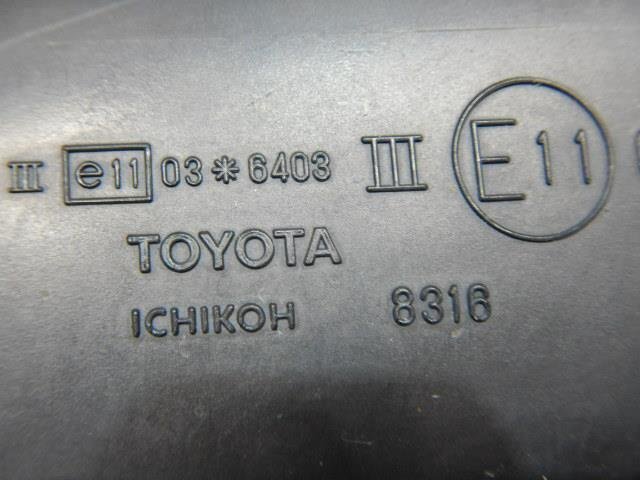 III e11 03*6403 III E11
TOYOTA
ICHIKOH 8316